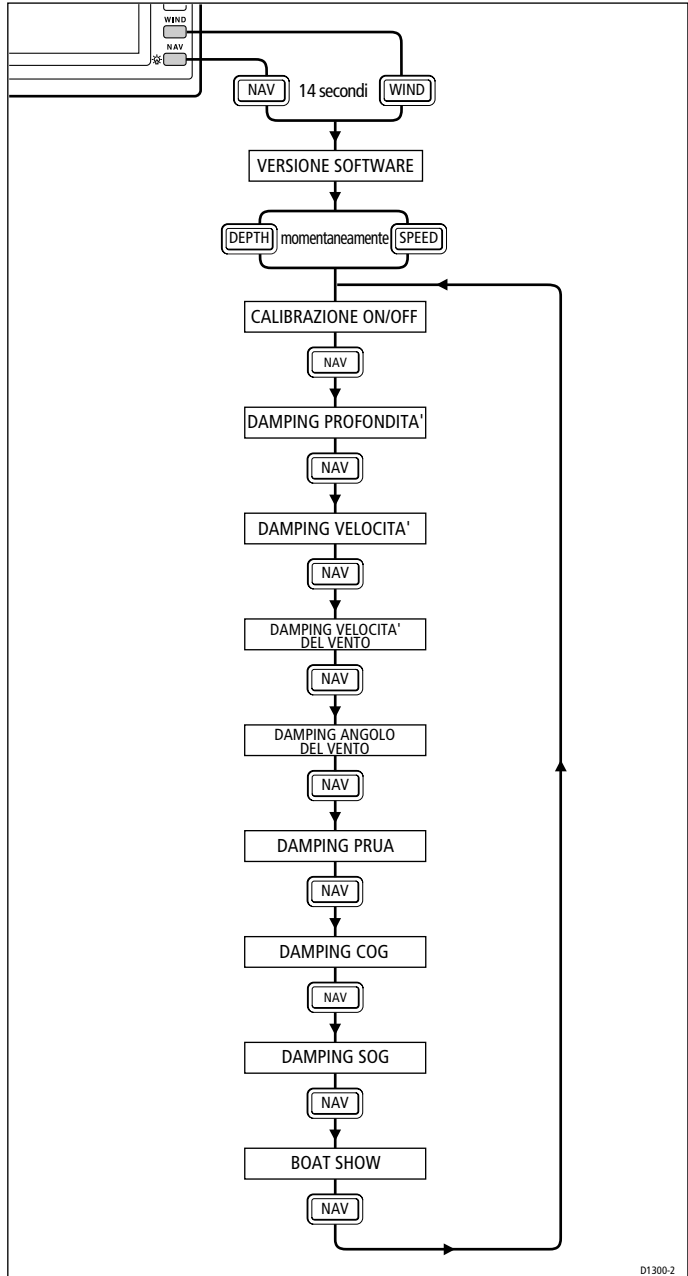 WIND
NAV
NAV 14 secondi WIND
VERSIONE SOFTWARE
DEPTH momentaneamente SPEED
CALIBRAZIONE ON/OFF
NAV
DAMPING PROFONDITA'
NAV
DAMPING VELOCITA'
NAV
DAMPING VELOCITA'
DEL VENTO
NAV
DAMPING ANGOLO
DEL VENTO
NAV
DAMPING PRUA
NAV
DAMPING COG
NAV
DAMPING SOG
NAV
BOAT SHOW
NAV
D1300-2